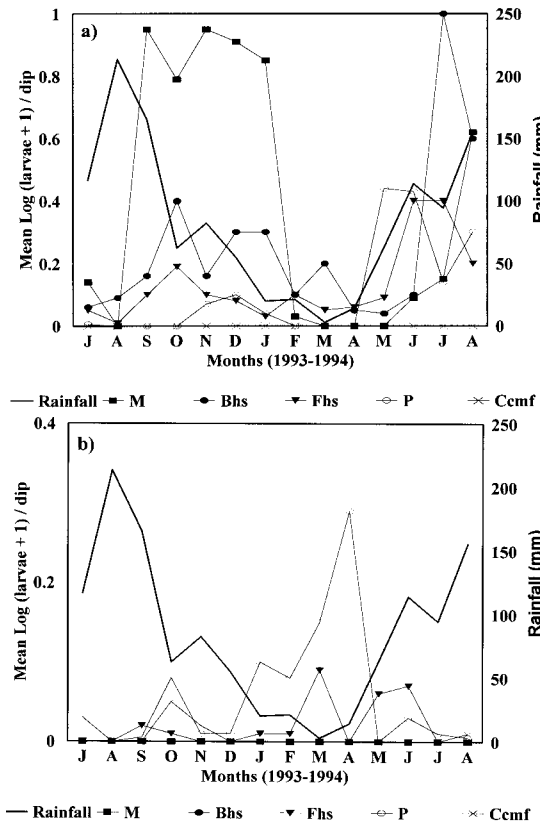 a)
Mean Log (larvae + 1) / dip
1
0.8
0.6
0.4
0.2
0
250
200
150
100
50
0
Rainfall (mm)
J A S O N D J F M A M J J A
Months (1993-1994)
Rainfall M Bhs Fhs P Ccmf
b)
Mean Log (larvae + 1) / dip
0.4
0.2
0
250
200
150
100
50
0
Rainfall (mm)
J A S O N D J F M A M J J A
Months (1993-1994)
Rainfall M Bhs Fhs P Ccmf